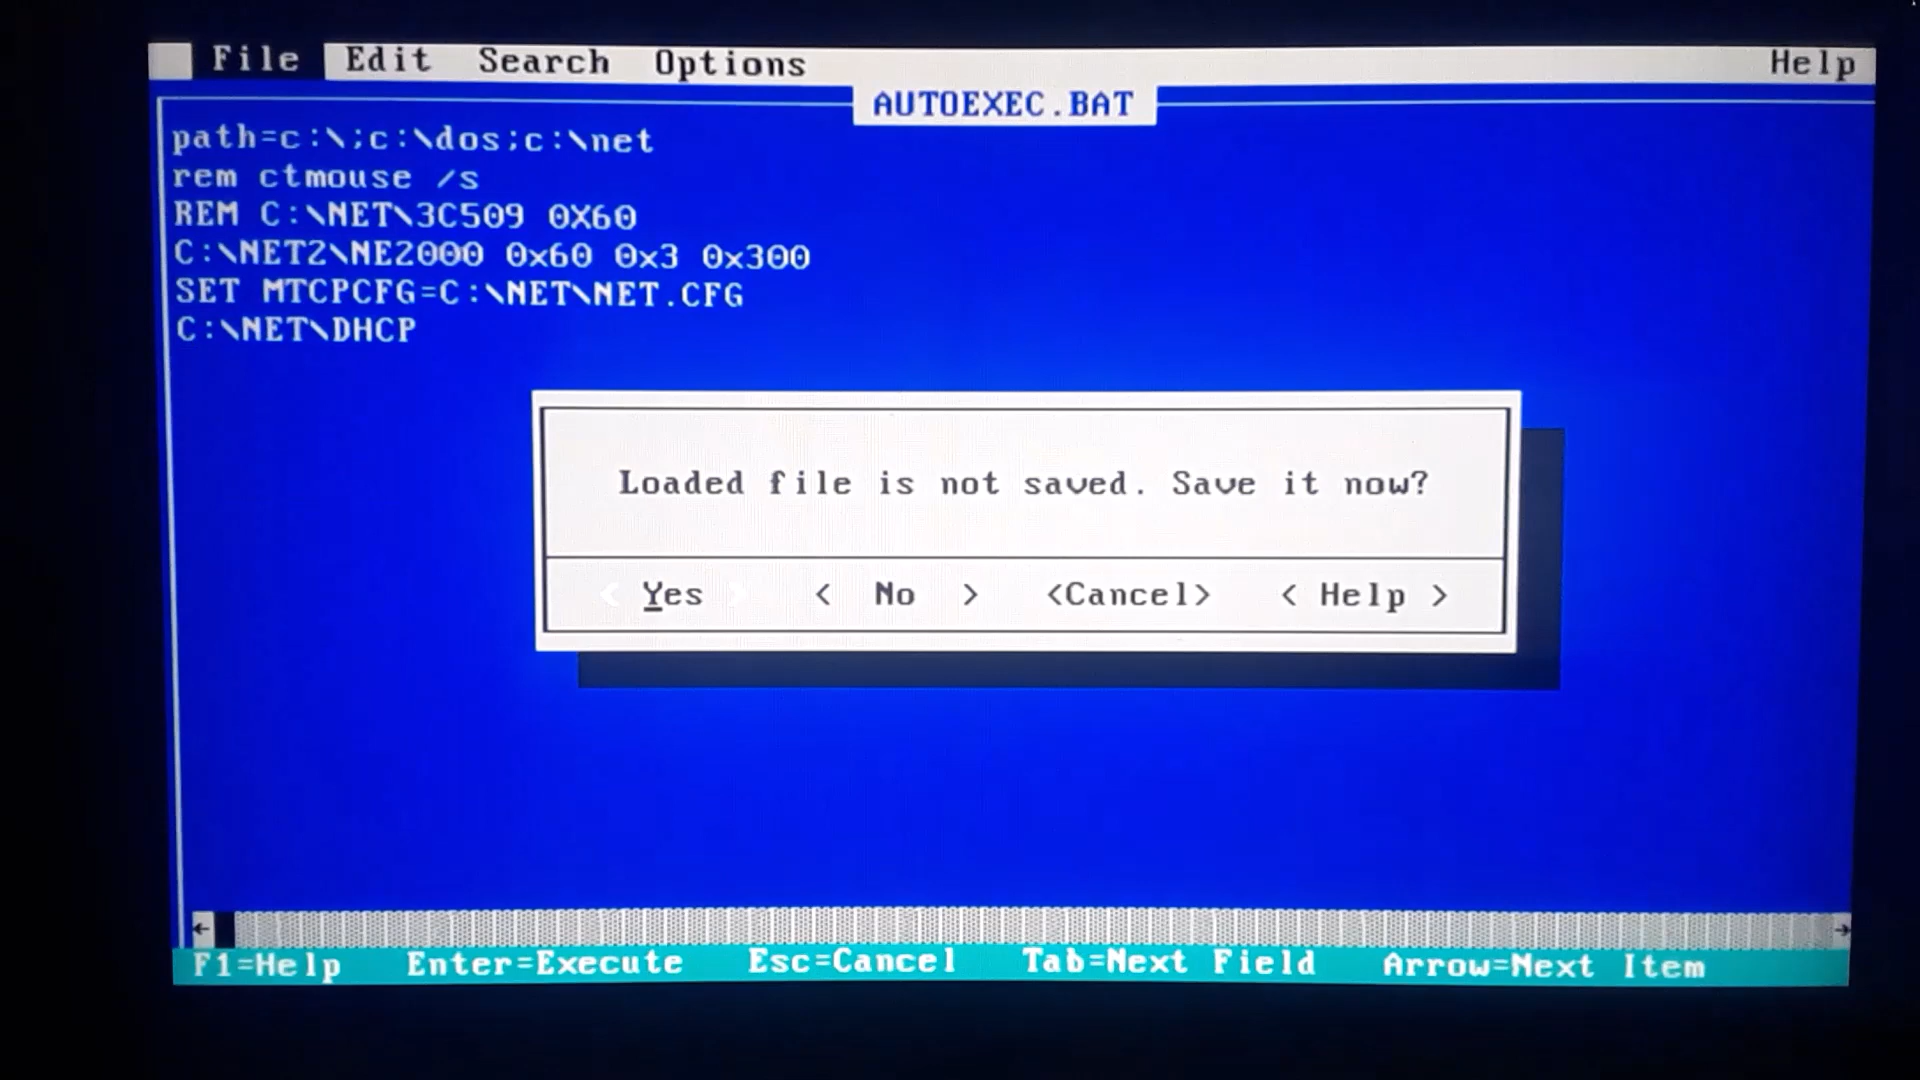 File Edit Search Options Help
AUTOEXEC.BAT
path=c:\;c:\dos;c:\net
rem ctmouse /s
REM C:\NET\3C509 0X60
C:\NET2\NE2000 0x60 0x3 0x300
SET MTCPCFG=C:\NET\NET.CFG
C:\NET\DHCP
Loaded file is not saved. Save it now?
< Yes > < No > <Cancel> < Help >
F1=Help Enter=Execute Esc=Cancel Tab=Next Field Arrow=Next Item